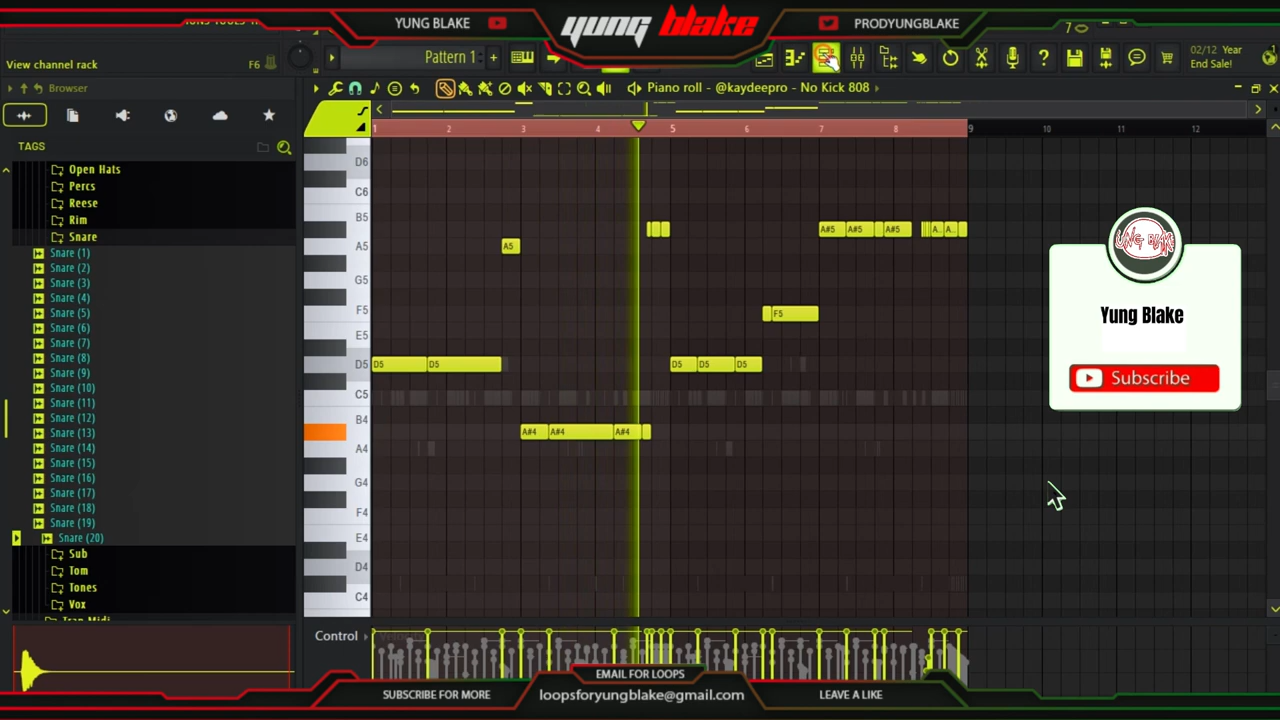 YUNG BLAKE
YUNG BLAKE
PRODYUNGBLAKE
View channel rack
F6
Pattern 1
02/12 Year
End Sale!
Browser
Piano roll - @kaydeepro - No Kick 808
TAGS
Open Hats
Percs
Reese
Rim
Snare
Snare (1)
Snare (2)
Snare (3)
Snare (4)
Snare (5)
Snare (6)
Snare (7)
Snare (8)
Snare (9)
Snare (10)
Snare (11)
Snare (12)
Snare (13)
Snare (14)
Snare (15)
Snare (16)
Snare (17)
Snare (18)
Snare (19)
Snare (20)
Sub
Tom
Tones
Vox
1 2 3 4 5 6 7 8 9 10 11 12
D6
C6
B5
A5
G5
F5
E5
D5
C5
B4
A4
G4
F4
E4
D4
C4
A#5 A#5 A#5 A.. A..
A5
F5
D5 D5 D5 D5 D5
A#4 A#4 A#4
Yung Blake
Subscribe
Control
EMAIL FOR LOOPS
SUBSCRIBE FOR MORE
loopsforyungblake@gmail.com
LEAVE A LIKE